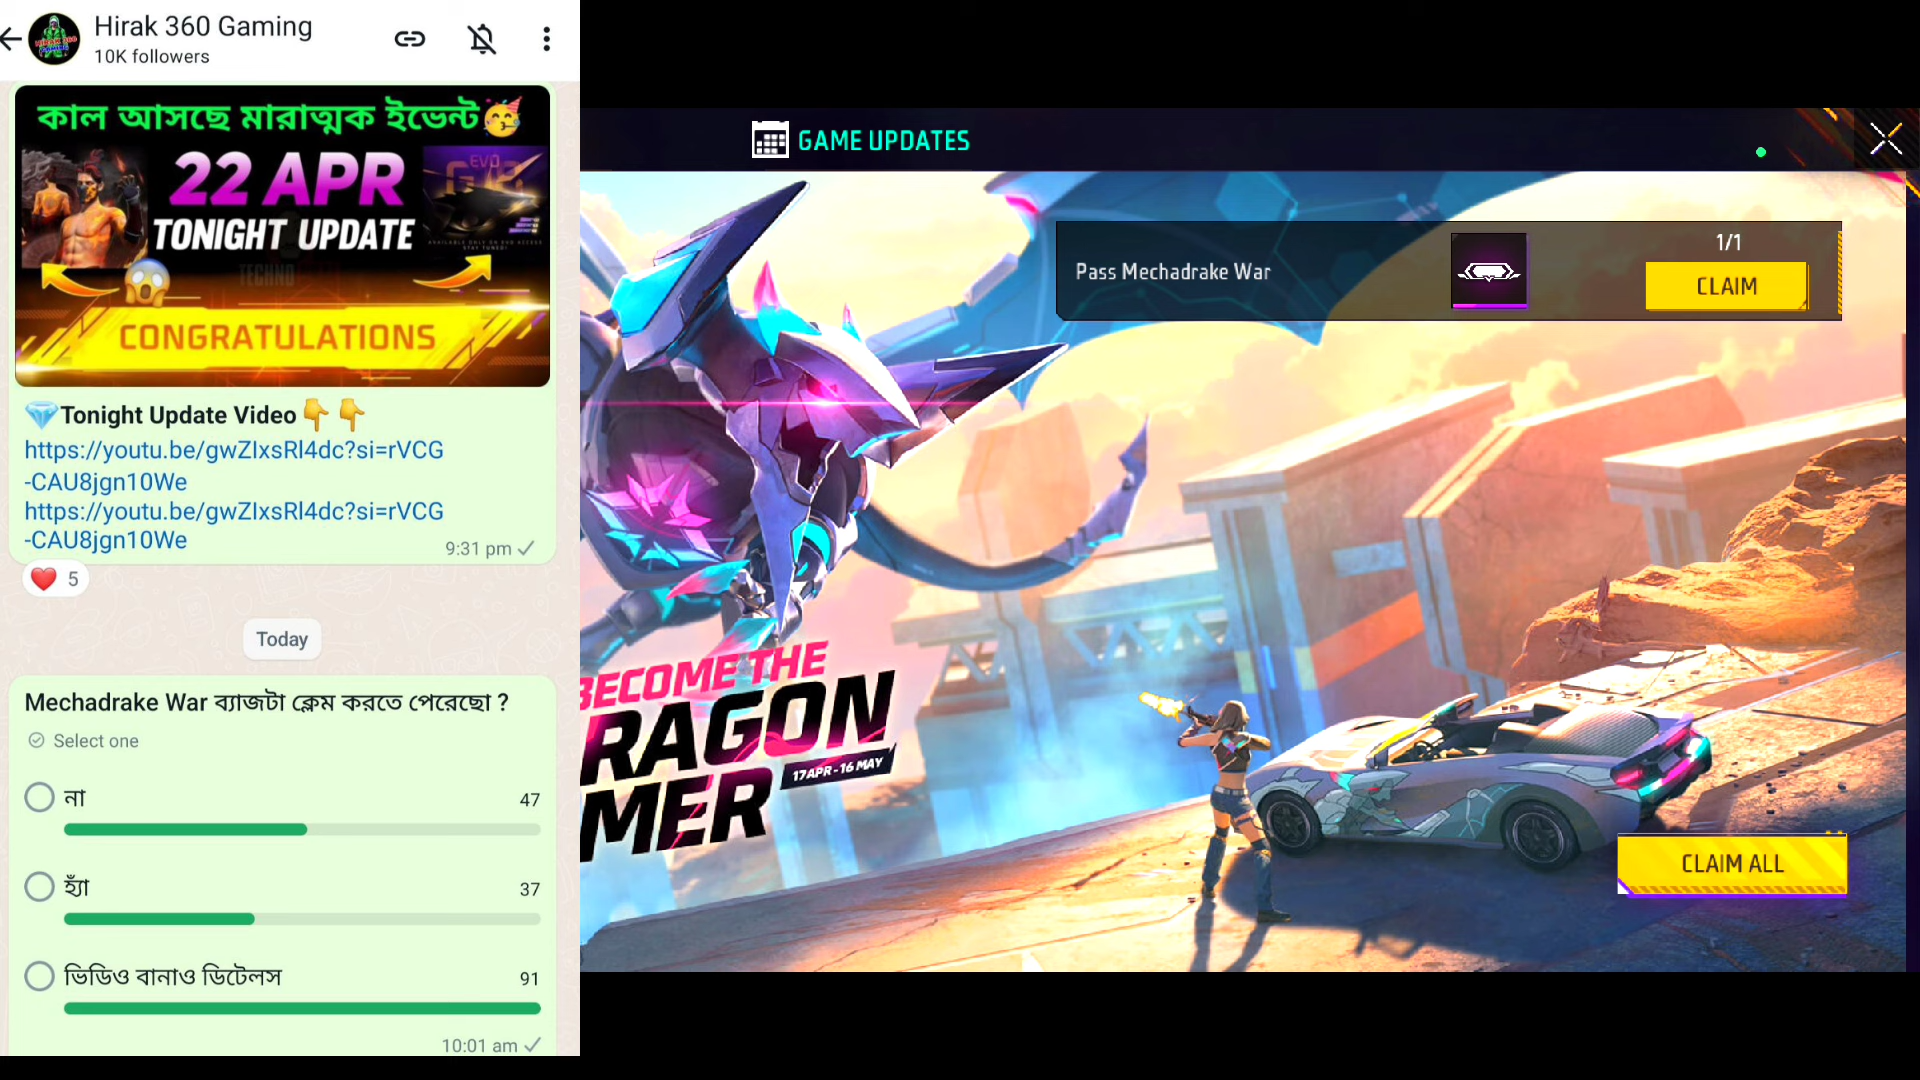 Hirak 360 Gaming
10K followers
কাল আসছে মারাত্মক ইভেন্ট🥳
22 APR
TONIGHT UPDATE
CONGRATULATIONS
💎Tonight Update Video👇👇
https://youtu.be/gwZIxsRl4dc?si=rVCG
-CAU8jgn10We
https://youtu.be/gwZIxsRl4dc?si=rVCG
-CAU8jgn10We
9:31 pm
❤️ 5
Today
Mechadrake War ব্যাজটা ক্লেম করতে পেরেছো ?
Select one
না 47
হ্যাঁ 37
ভিডিও বানাও ডিটেলস 91
10:01 am
GAME UPDATES
Pass Mechadrake War
1/1
CLAIM
BECOME THE
RAGON
MER
17 APR - 16 MAY
CLAIM ALL